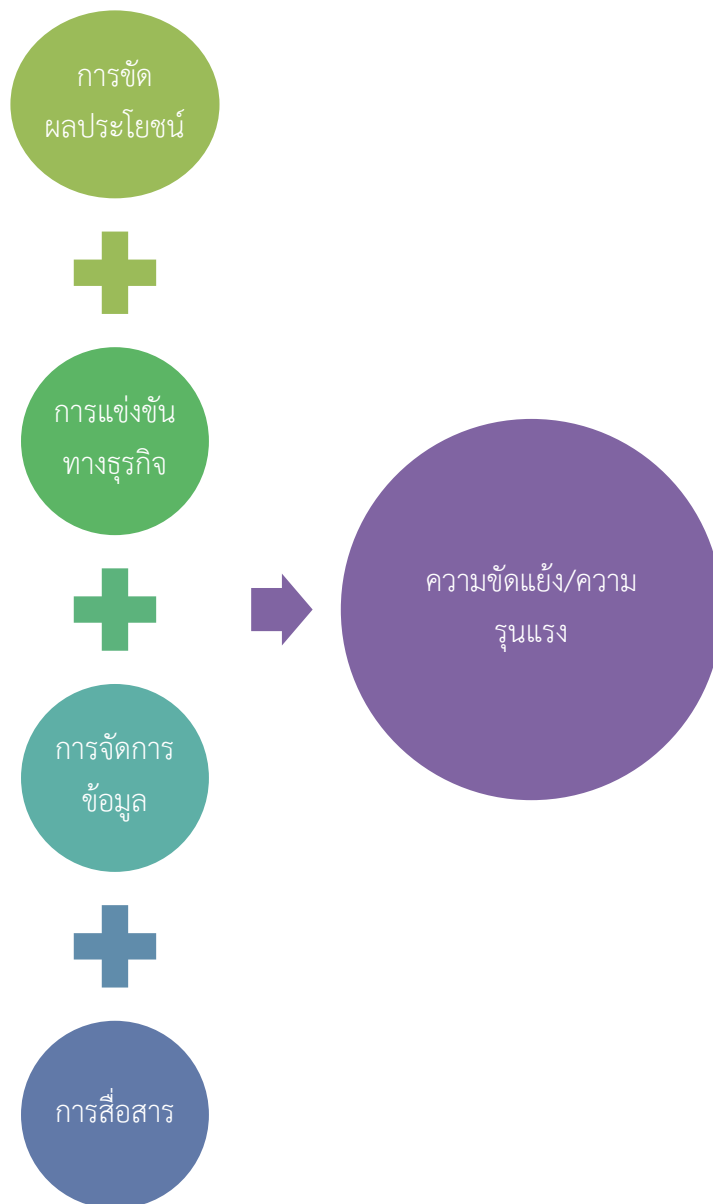 การขัด
ผลประโยชน์
การแข่งขัน
ทางธุรกิจ
ความขัดแย้ง/ความ
รุนแรง
การจัดการ
ข้อมูล
การสื่อสาร